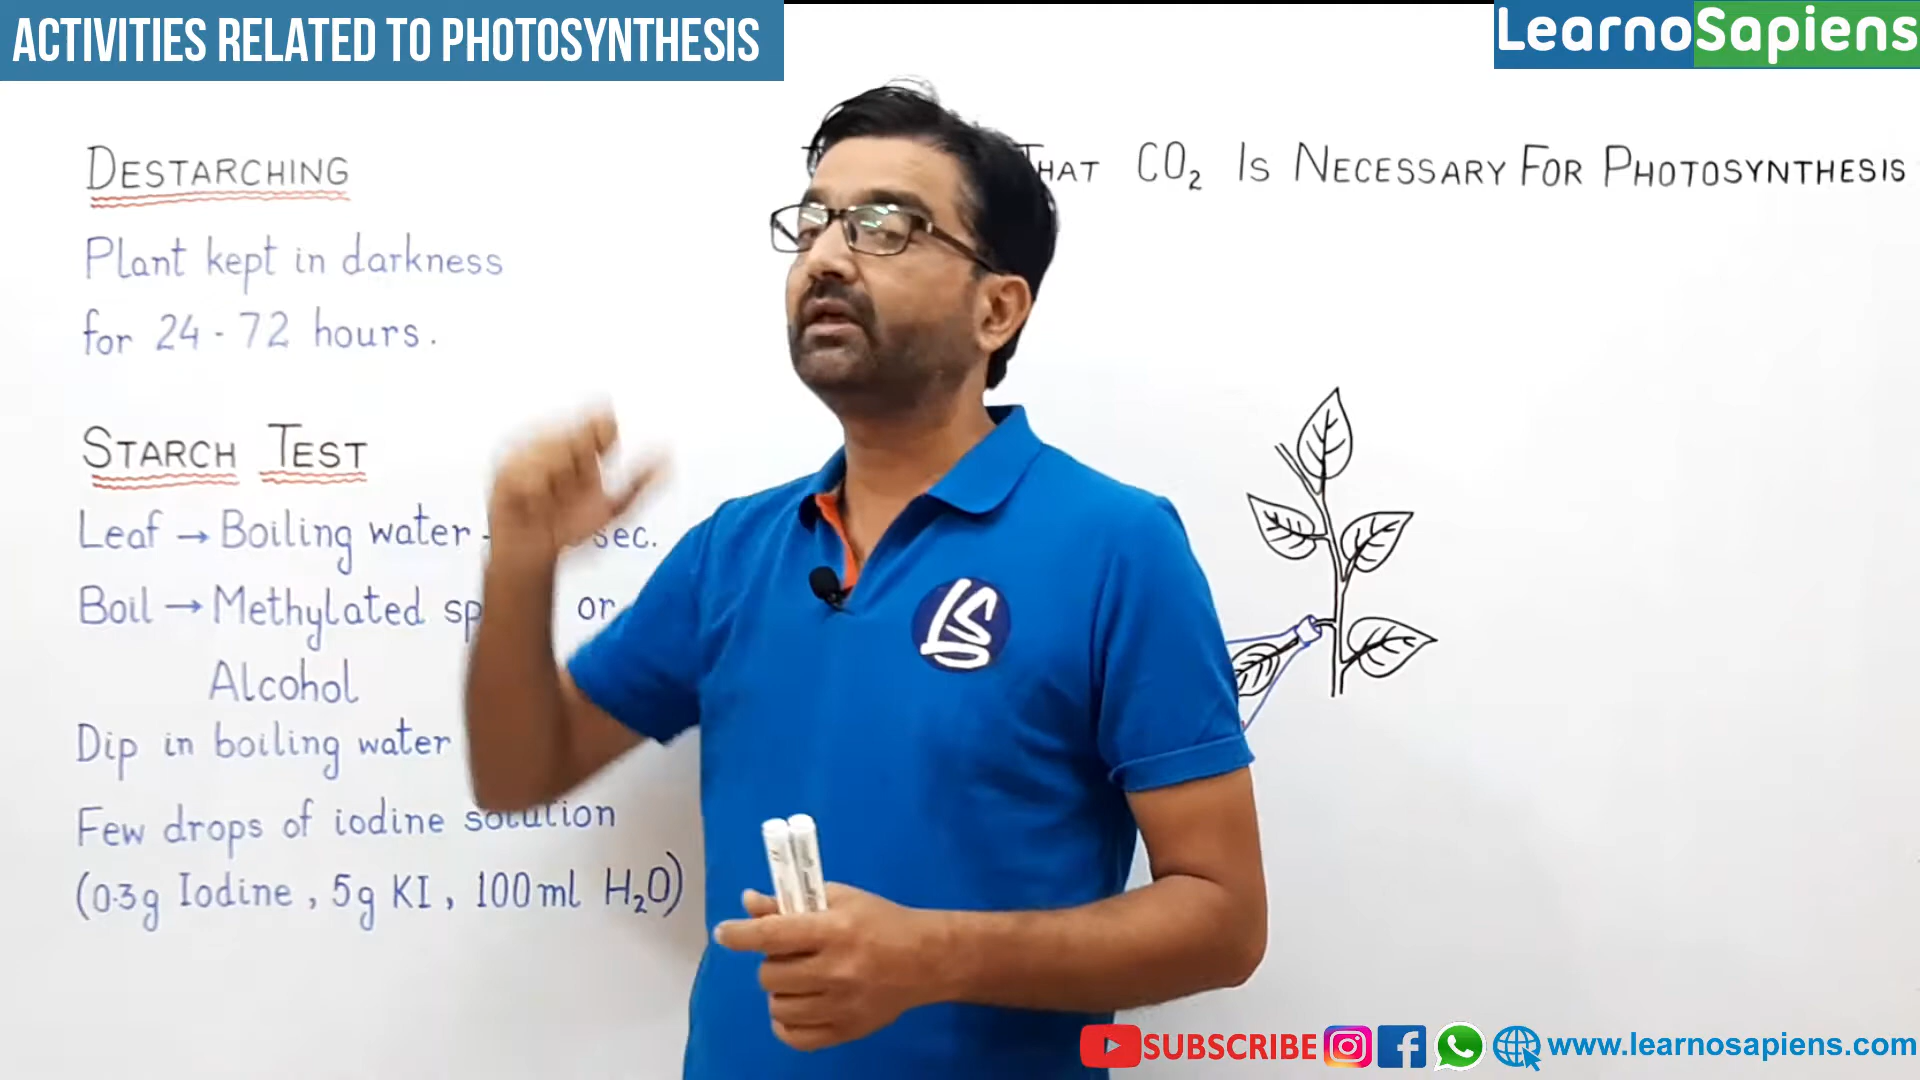 ACTIVITIES RELATED TO PHOTOSYNTHESIS
LearnoSapiens
DESTARCHING
THAT CO₂ IS NECESSARY FOR PHOTOSYNTHESIS
Plant kept in darkness
for 24 - 72 hours.
STARCH TEST
Leaf → Boiling water - sec.
Boil → Methylated or
Alcohol
Dip in boiling water
Few drops of iodine solution
(0.3g Iodine, 5g KI, 100ml H₂O)
LS
SUBSCRIBE
www.learnosapiens.com